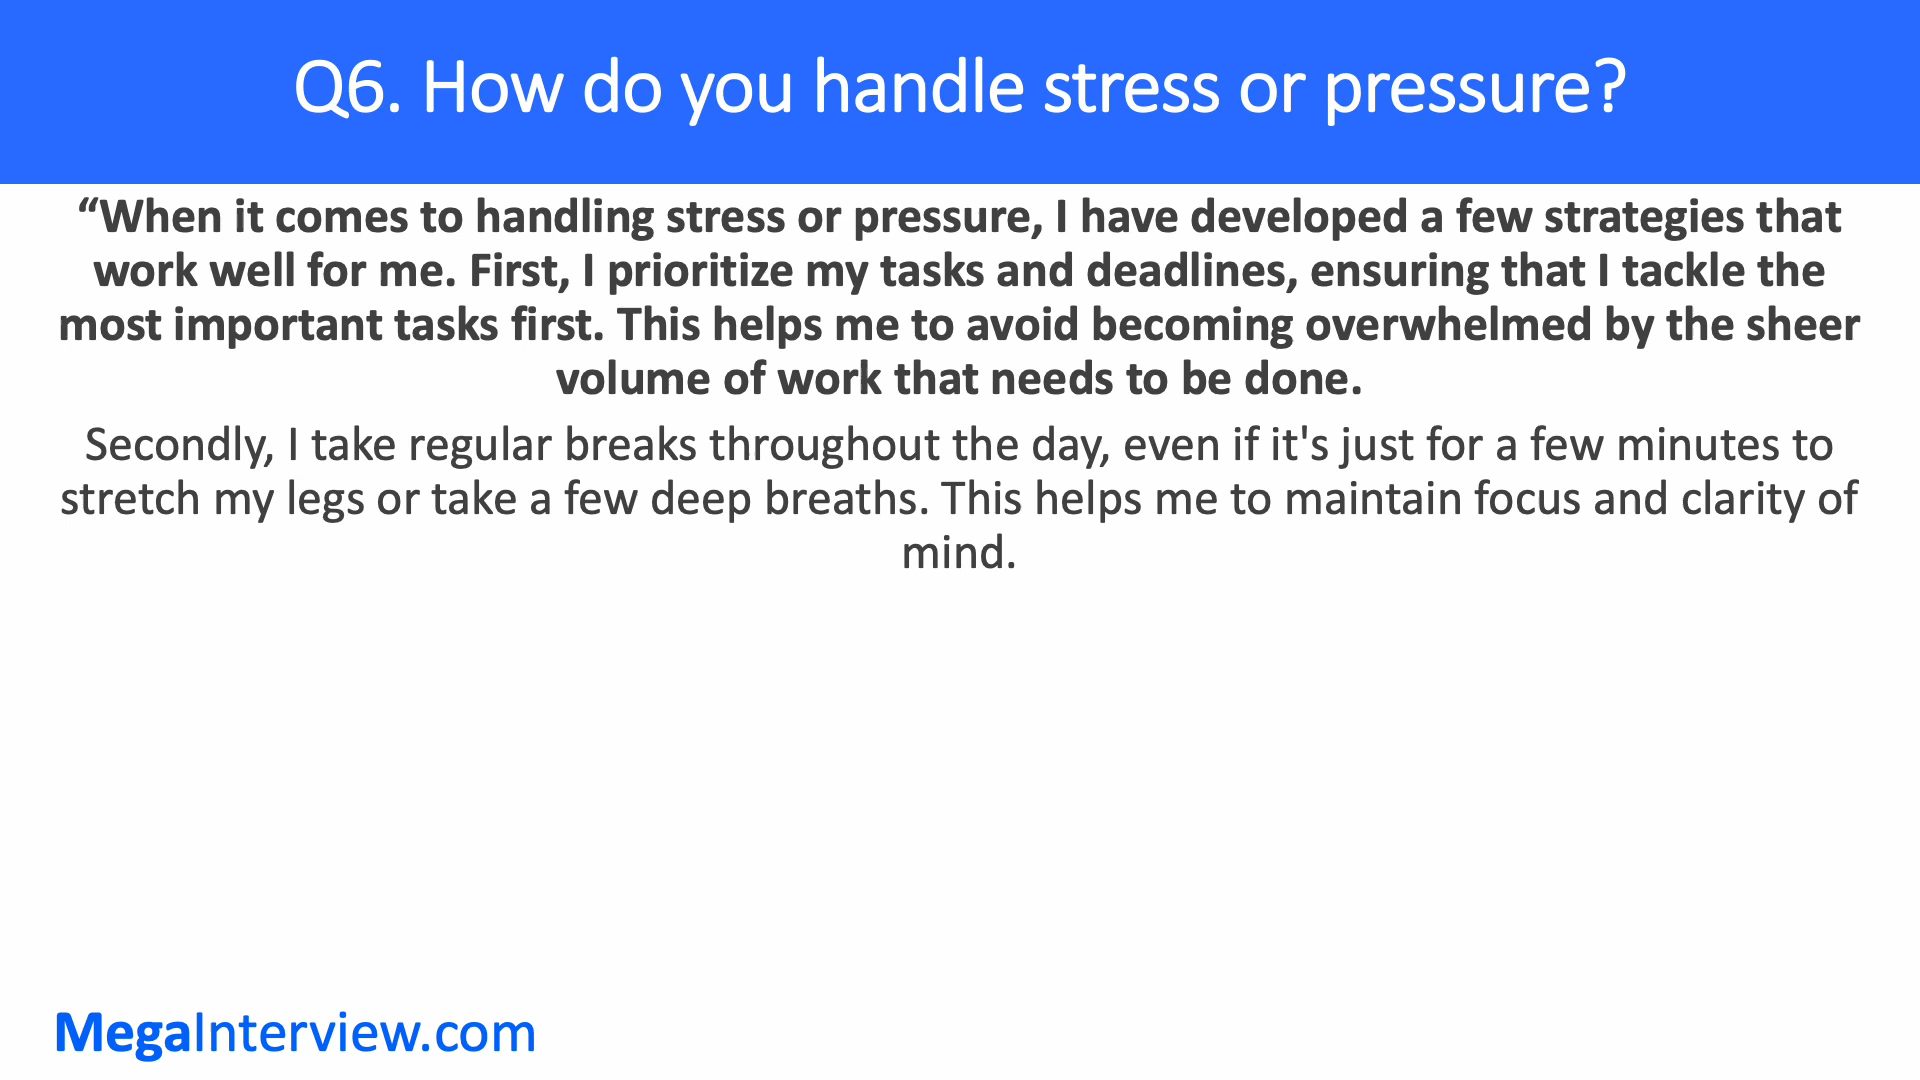 Q6. How do you handle stress or pressure?
“When it comes to handling stress or pressure, I have developed a few strategies that
work well for me. First, I prioritize my tasks and deadlines, ensuring that I tackle the
most important tasks first. This helps me to avoid becoming overwhelmed by the sheer
volume of work that needs to be done.
Secondly, I take regular breaks throughout the day, even if it's just for a few minutes to
stretch my legs or take a few deep breaths. This helps me to maintain focus and clarity of
mind.
MegaInterview.com